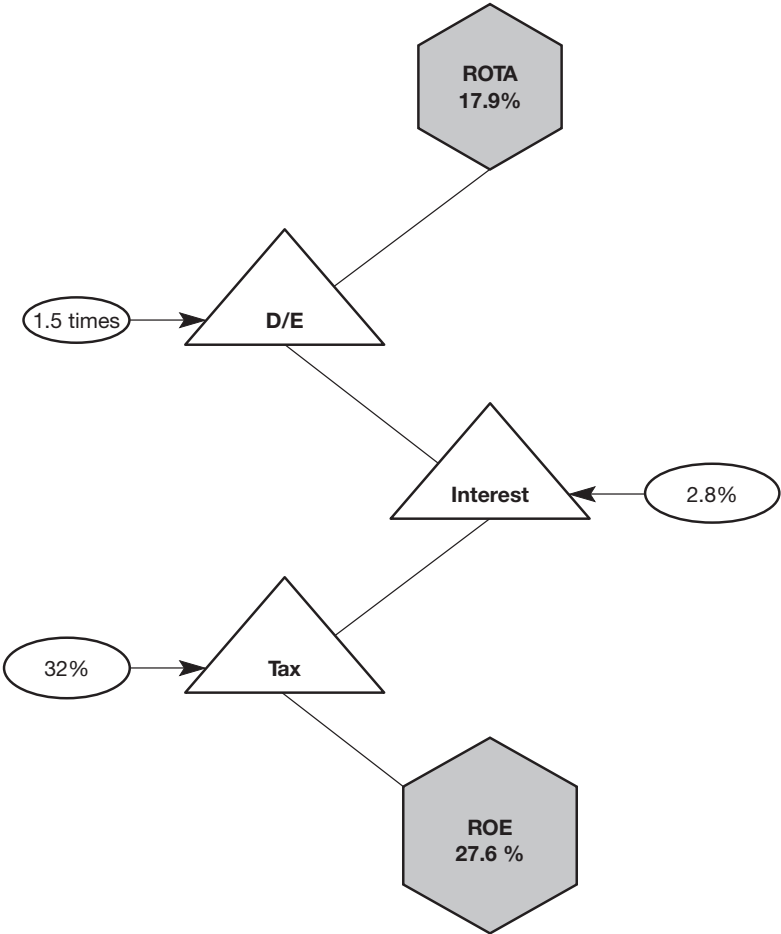 ROTA
17.9%
1.5 times
D/E
Interest
2.8%
32%
Tax
ROE
27.6 %